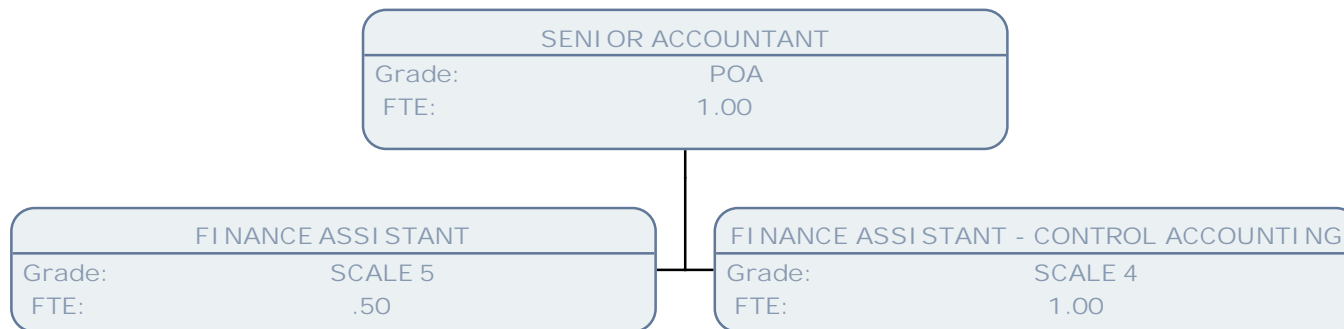 SENIOR ACCOUNTANT
Grade: POA
FTE: 1.00
FINANCE ASSISTANT
Grade: SCALE 5
FTE: .50
FINANCE ASSISTANT - CONTROL ACCOUNTING
Grade: SCALE 4
FTE: 1.00